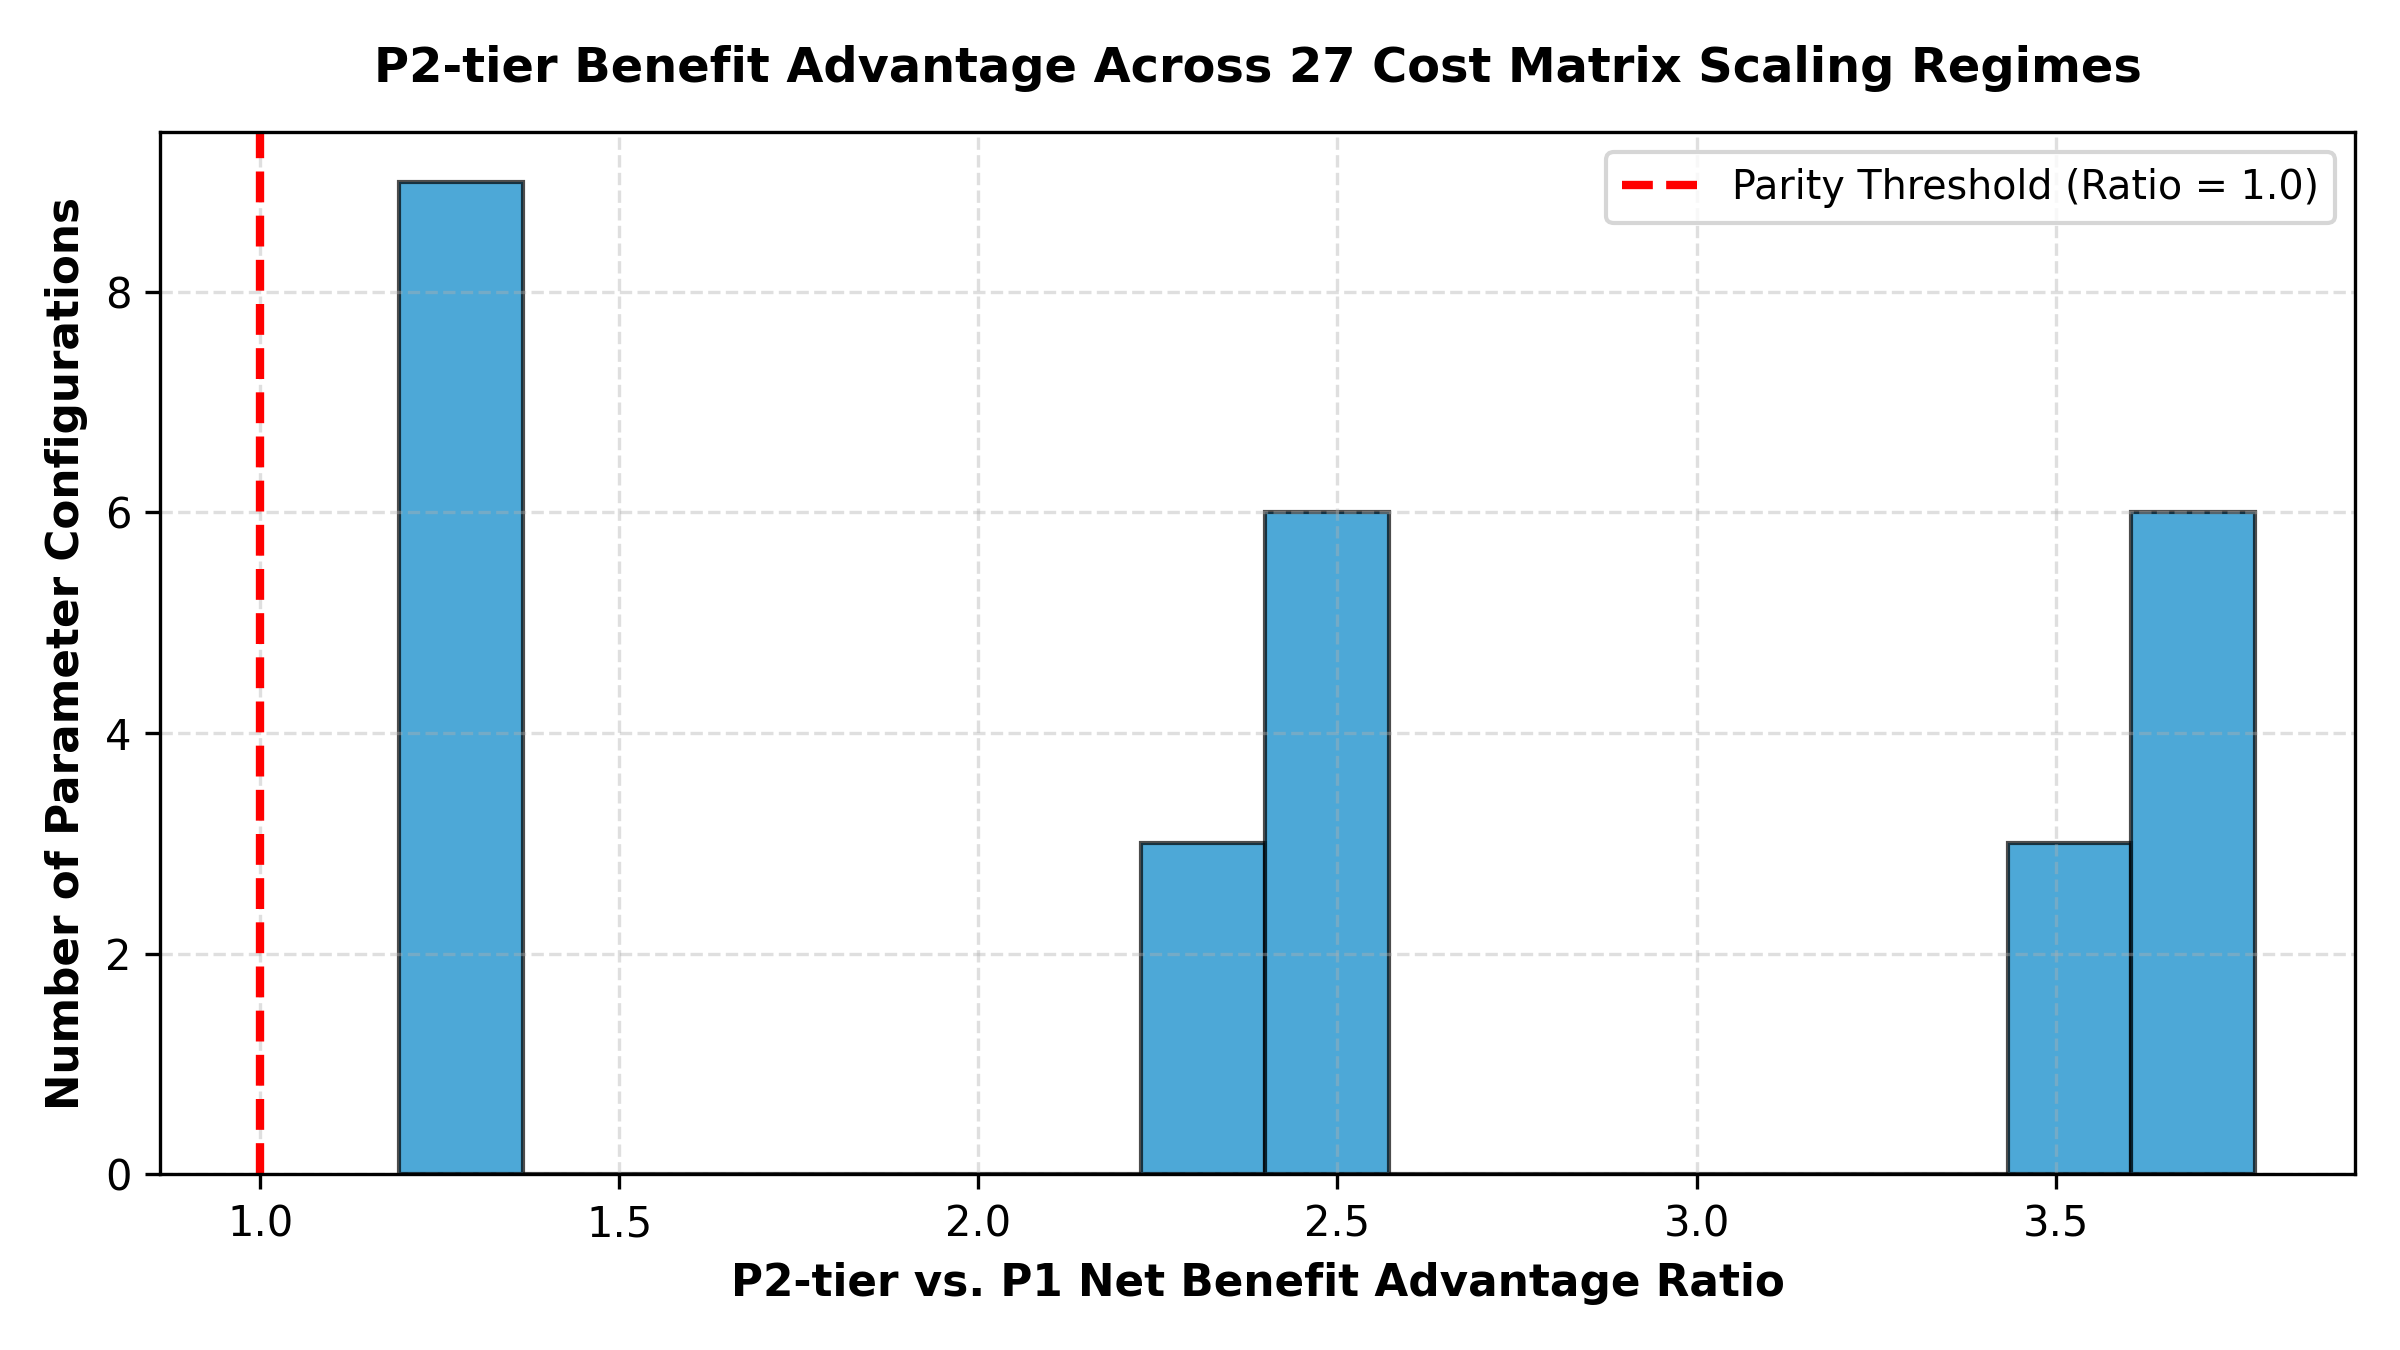 P2-tier Benefit Advantage Across 27 Cost Matrix Scaling Regimes
Parity Threshold (Ratio = 1.0)
Number of Parameter Configurations
8
6
4
2
0
1.0 1.5 2.0 2.5 3.0 3.5
P2-tier vs. P1 Net Benefit Advantage Ratio